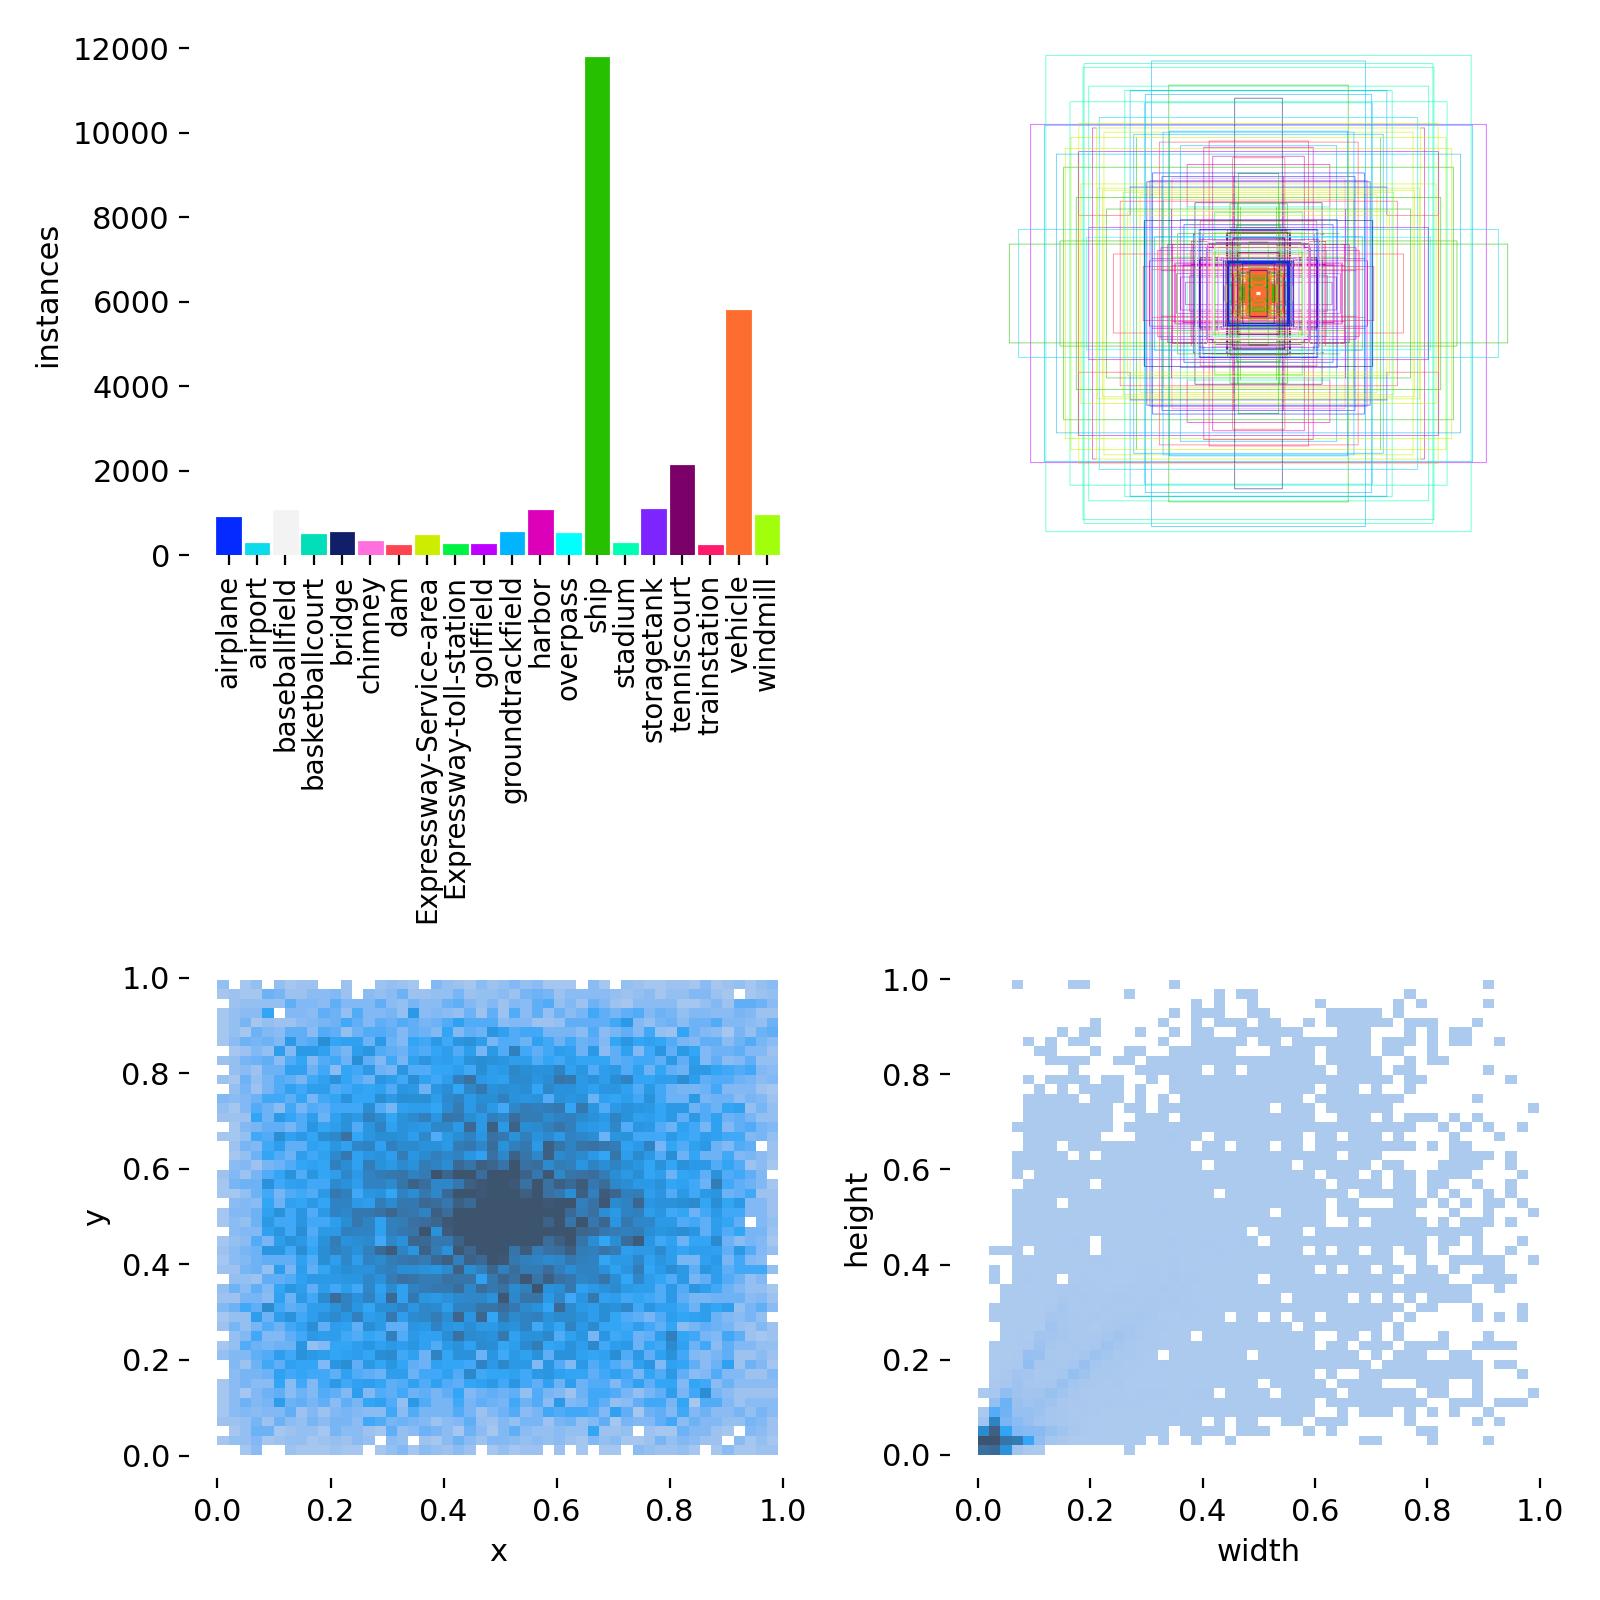 12000
10000
8000
6000
4000
2000
0
instances
airplane
airport
baseballfield
basketballcourt
bridge
chimney
dam
Expressway-Service-area
Expressway-toll-station
golffield
groundtrackfield
harbor
overpass
ship
stadium
storagetank
tenniscourt
trainstation
vehicle
windmill
1.0
0.8
0.6
0.4
0.2
0.0
y
0.0 0.2 0.4 0.6 0.8 1.0
x
1.0
0.8
0.6
0.4
0.2
0.0
height
0.0 0.2 0.4 0.6 0.8 1.0
width